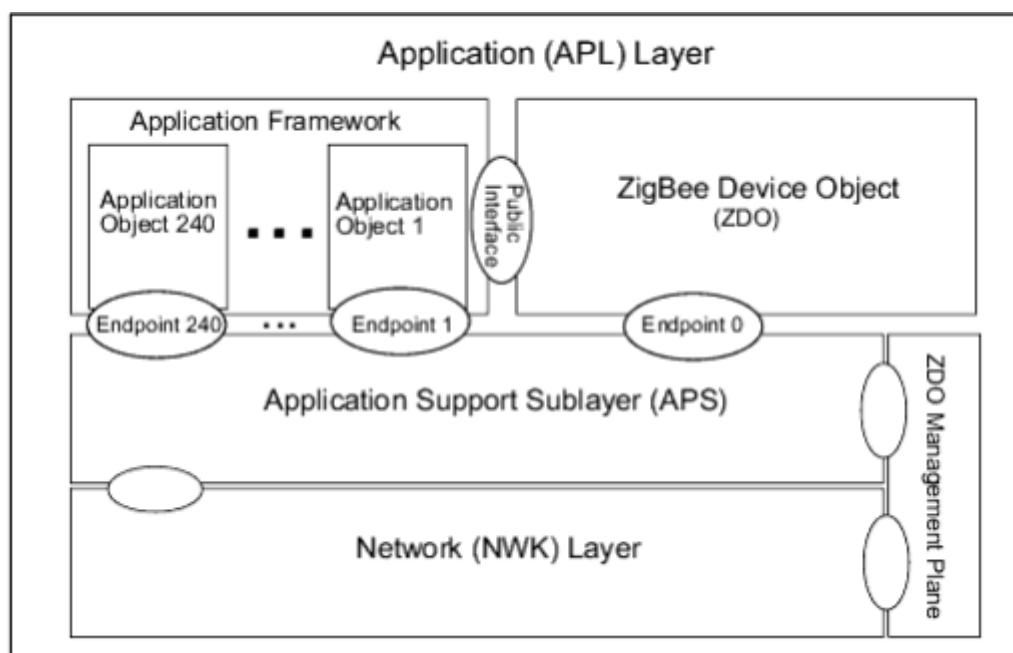 Application (APL) Layer
Application Framework
Application
Object 240
Application
Object 1
Public
Interface
ZigBee Device Object
(ZDO)
Endpoint 240
...
Endpoint 1
Endpoint 0
Application Support Sublayer (APS)
ZDO Management Plane
Network (NWK) Layer